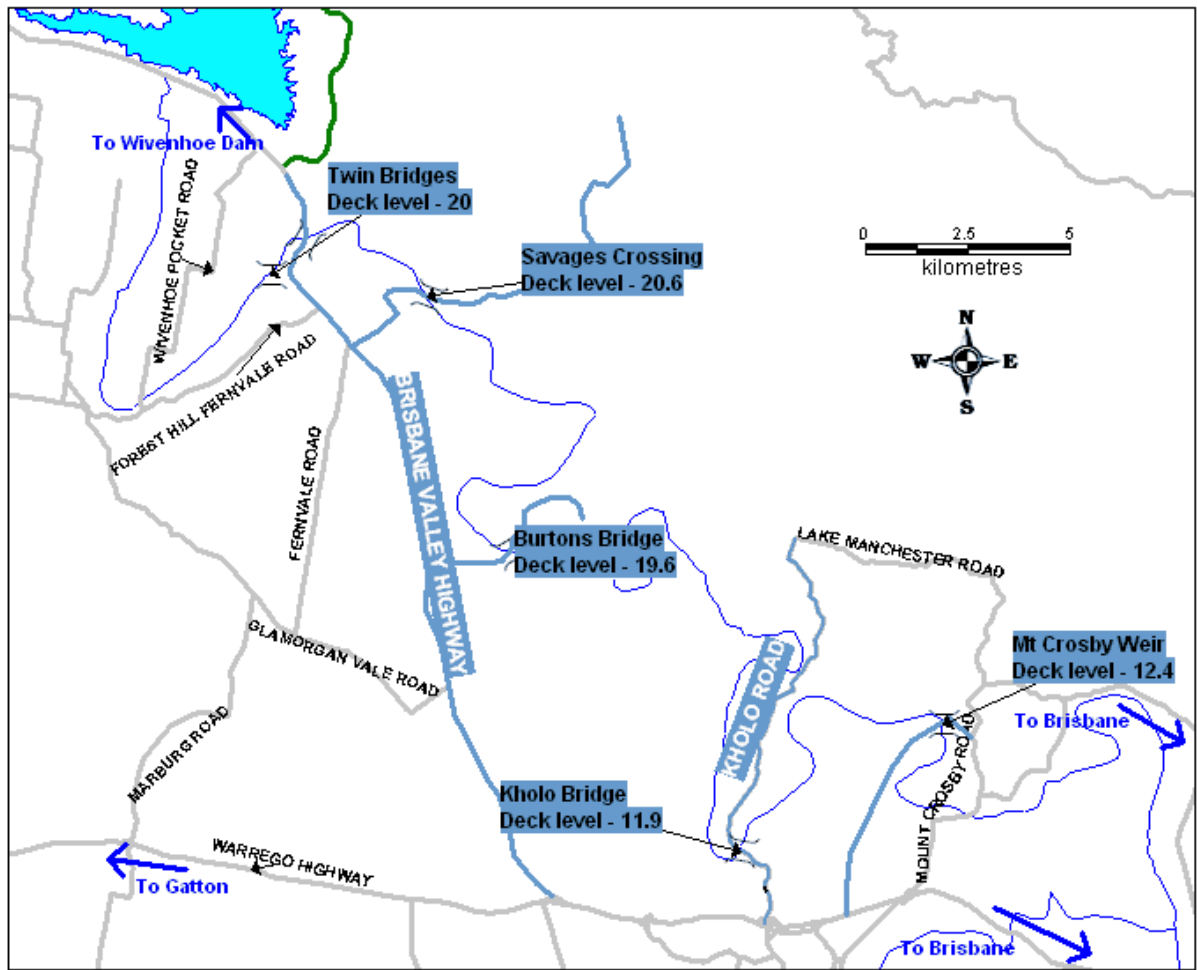 To Wivenhoe Dam
Twin Bridges
Deck level - 20
WIVENHOE POCKET ROAD
Savages Crossing
Deck level - 20.6
0 2.5 5
kilometres
N
W E
S
FOREST HILL FERNVALE ROAD
BRISBANE VALLEY HIGHWAY
FERNVALE ROAD
Burtons Bridge
Deck level - 19.6
LAKE MANCHESTER ROAD
GLAMORGAN VALE ROAD
KHOLO ROAD
Mt Crosby Weir
Deck level - 12.4
To Brisbane
MARBURG ROAD
MOUNT CROSBY ROAD
Kholo Bridge
Deck level - 11.9
WARREGO HIGHWAY
To Gatton
To Brisbane